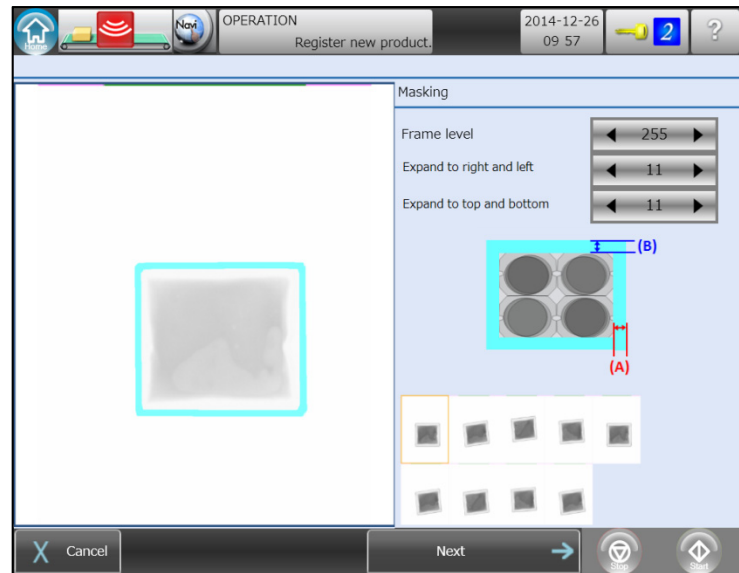 OPERATION
Register new product.
2014-12-26
09 57
Navi
2
?
Home
Masking
Frame level
255
Expand to right and left
11
Expand to top and bottom
11
(B)
(A)
X Cancel
Next
Stop
Start